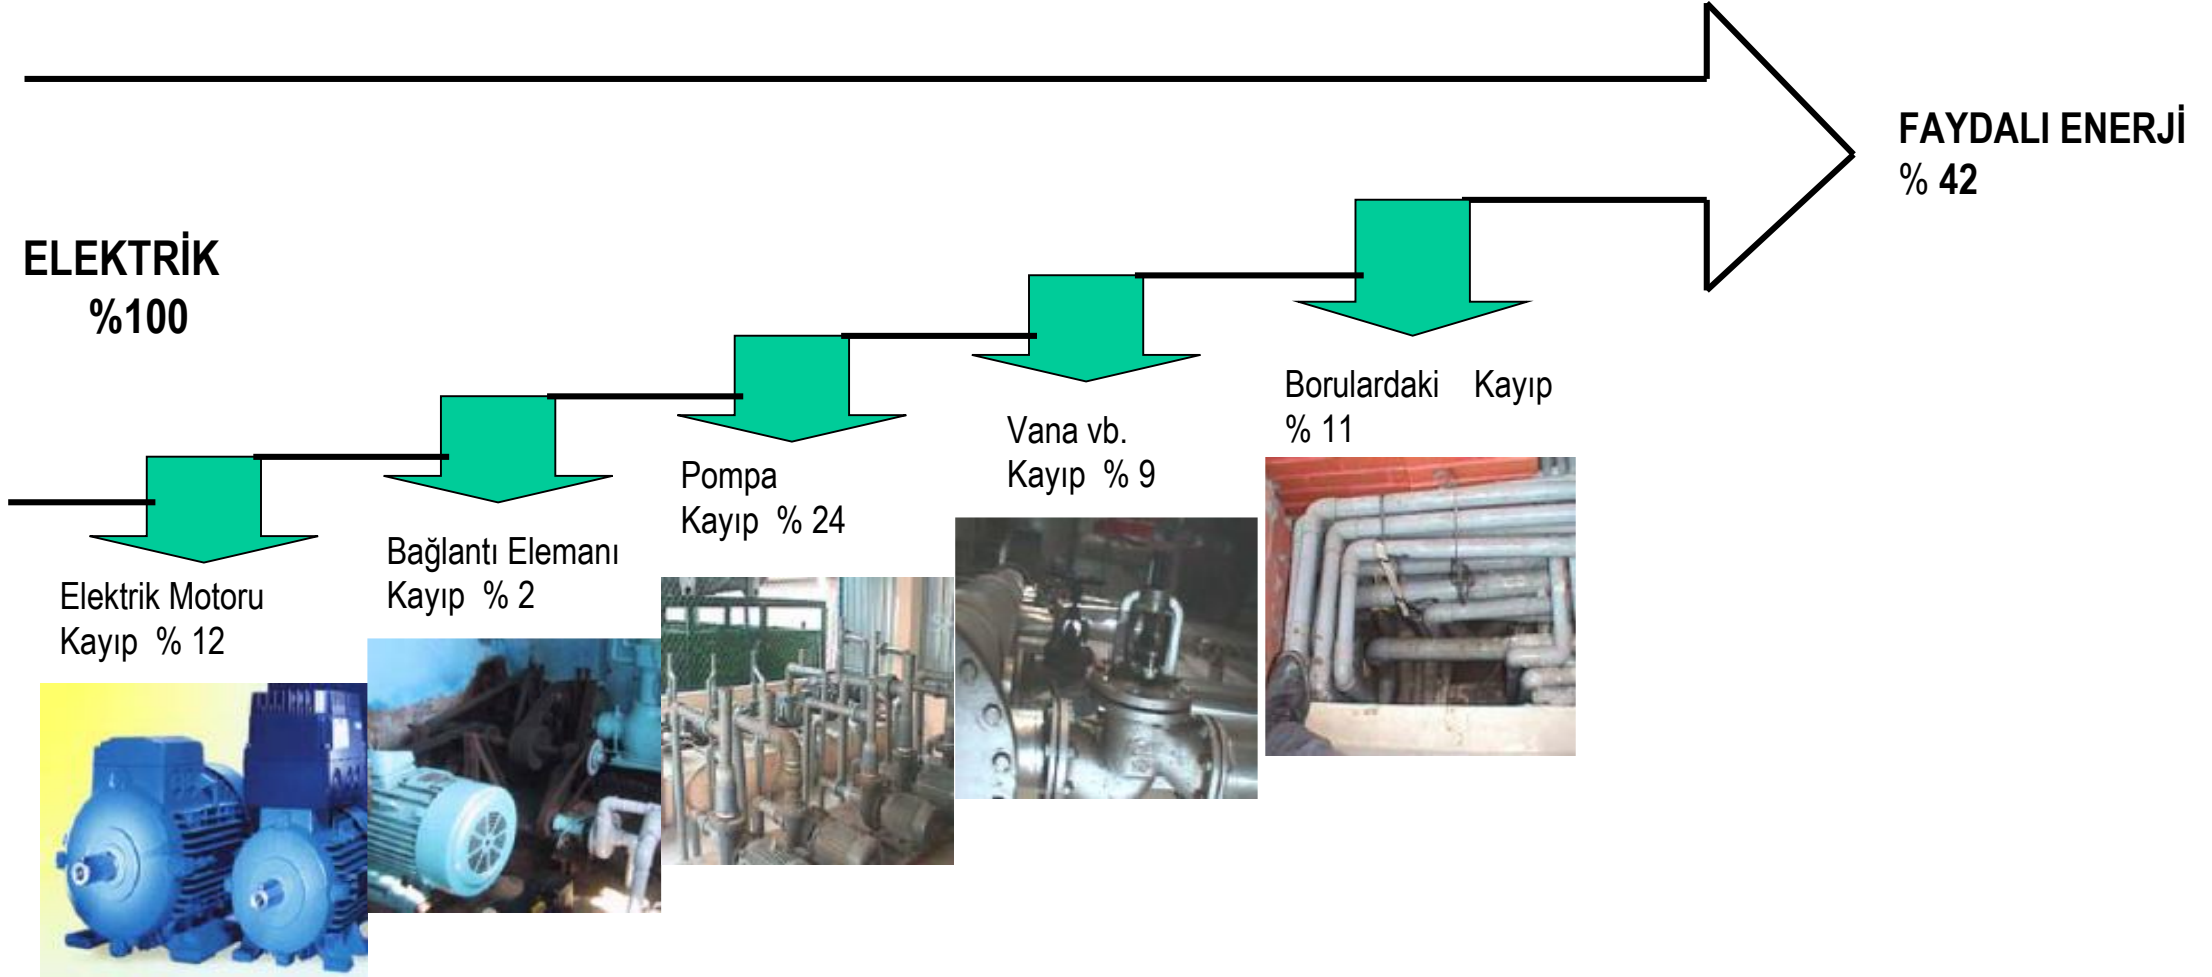 FAYDALI ENERJİ
% 42
ELEKTRİK
%100
Elektrik Motoru
Kayıp % 12
Bağlantı Elemanı
Kayıp % 2
Pompa
Kayıp % 24
Vana vb.
Kayıp % 9
Borulardaki Kayıp
% 11